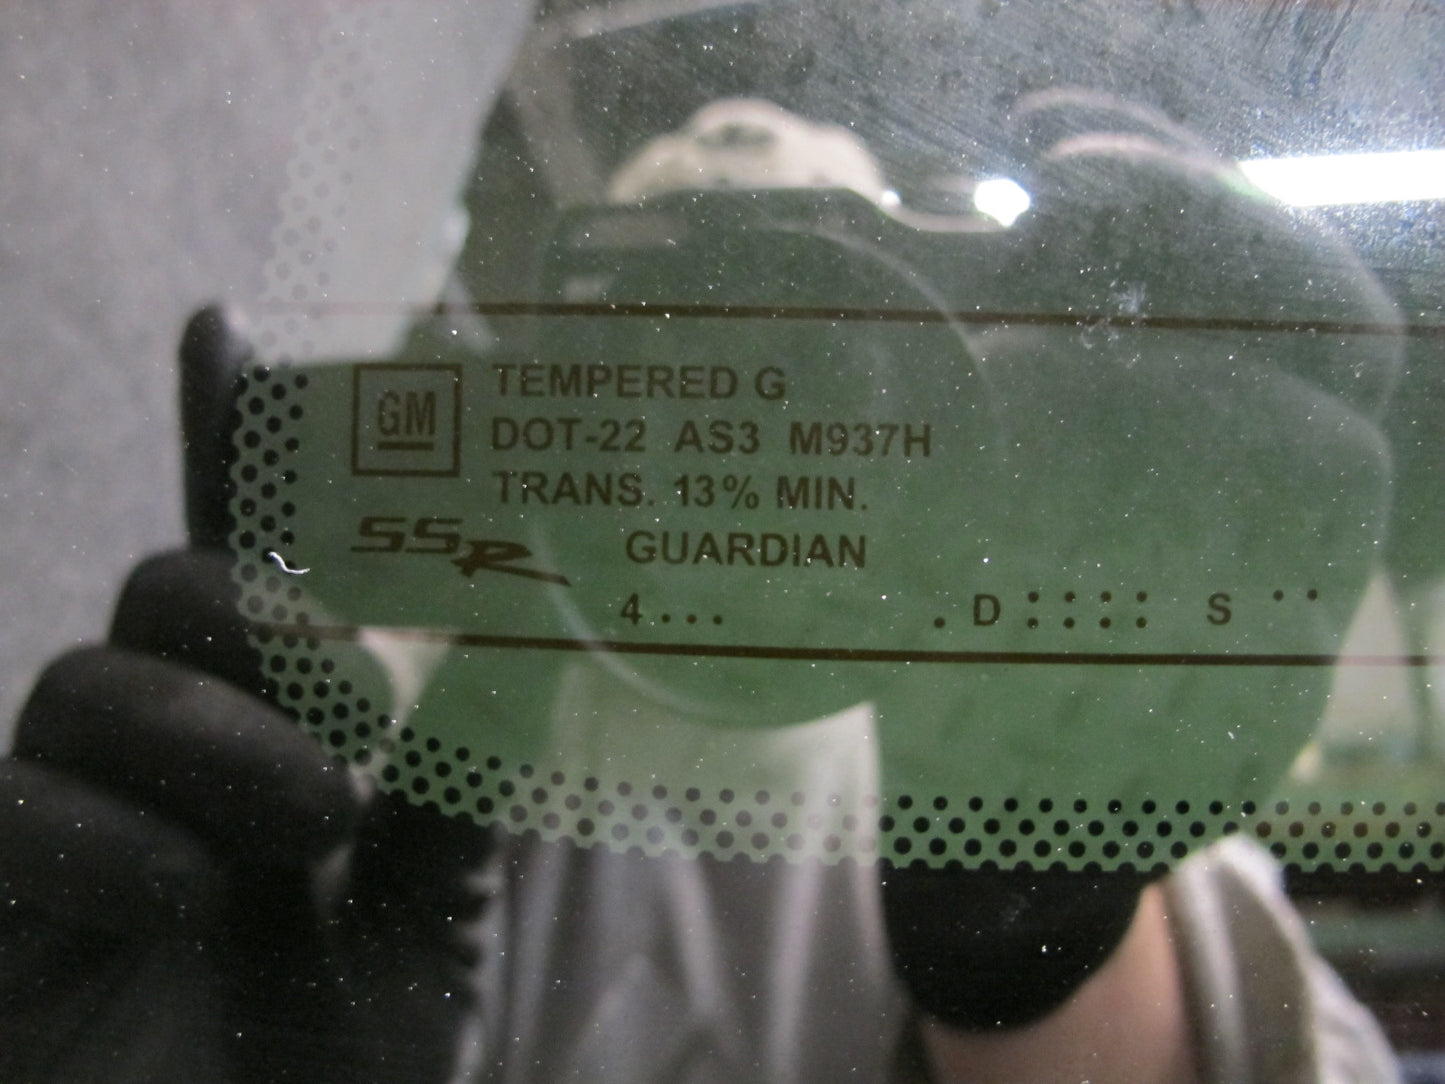 GM
TEMPERED G
DOT-22 AS3 M937H
TRANS. 13% MIN.
SSR GUARDIAN
4 . . . . D : : : : S . .